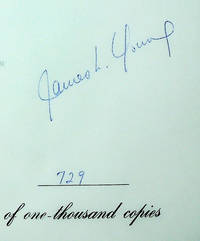 James L. Young
729
of one-thousand copies